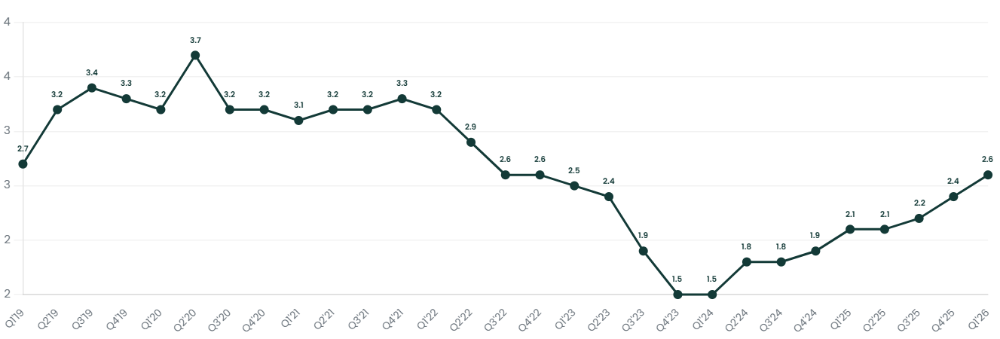 4
4
3
3
2
2
2.7
3.2
3.4
3.3
3.2
3.7
3.2
3.2
3.1
3.2
3.2
3.3
3.2
2.9
2.6
2.6
2.5
2.4
1.9
1.5
1.5
1.8
1.8
1.9
2.1
2.1
2.2
2.4
2.6
Q1'19
Q2'19
Q3'19
Q4'19
Q1'20
Q2'20
Q3'20
Q4'20
Q1'21
Q2'21
Q3'21
Q4'21
Q1'22
Q2'22
Q3'22
Q4'22
Q1'23
Q2'23
Q3'23
Q4'23
Q1'24
Q2'24
Q3'24
Q4'24
Q1'25
Q2'25
Q3'25
Q4'25
Q1'26